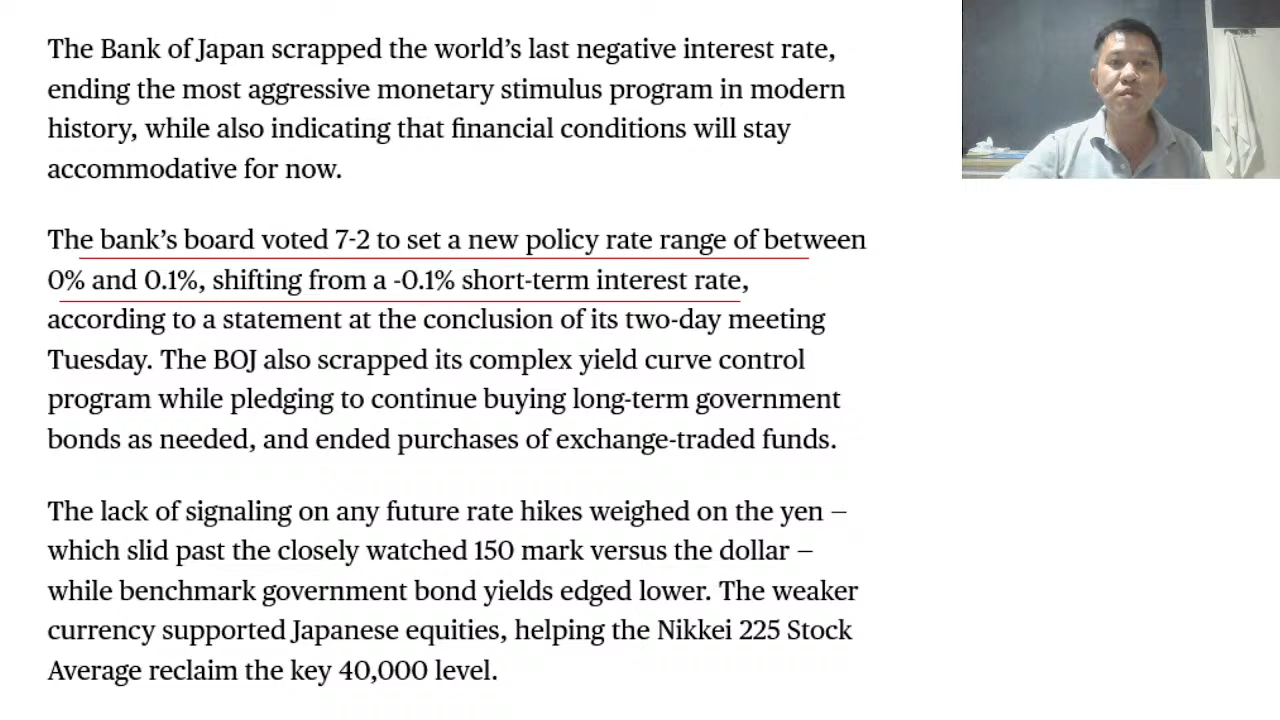 The Bank of Japan scrapped the world’s last negative interest rate,
ending the most aggressive monetary stimulus program in modern
history, while also indicating that financial conditions will stay
accommodative for now.
The bank’s board voted 7-2 to set a new policy rate range of between
0% and 0.1%, shifting from a -0.1% short-term interest rate,
according to a statement at the conclusion of its two-day meeting
Tuesday. The BOJ also scrapped its complex yield curve control
program while pledging to continue buying long-term government
bonds as needed, and ended purchases of exchange-traded funds.
The lack of signaling on any future rate hikes weighed on the yen —
which slid past the closely watched 150 mark versus the dollar —
while benchmark government bond yields edged lower. The weaker
currency supported Japanese equities, helping the Nikkei 225 Stock
Average reclaim the key 40,000 level.